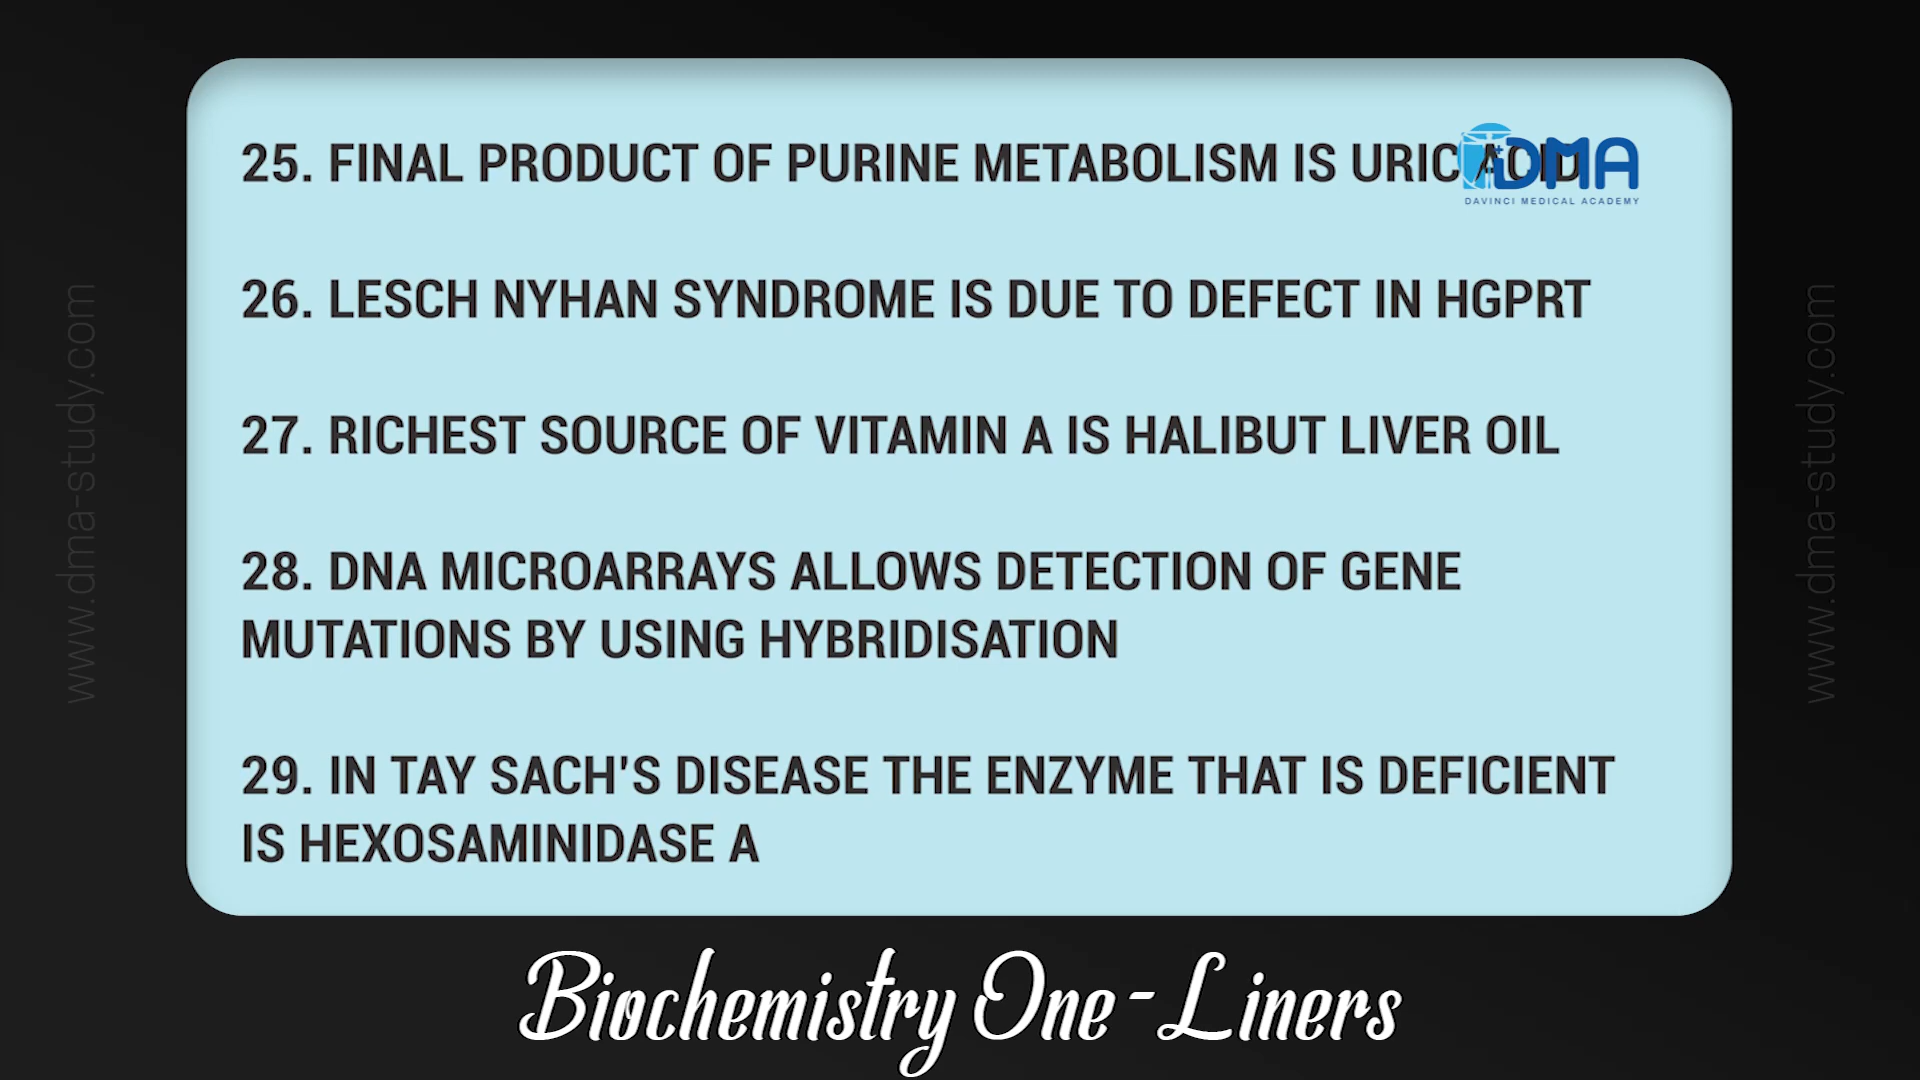 25. FINAL PRODUCT OF PURINE METABOLISM IS URIC ACID
DMA
DAVINCI MEDICAL ACADEMY
26. LESCH NYHAN SYNDROME IS DUE TO DEFECT IN HGPRT
27. RICHEST SOURCE OF VITAMIN A IS HALIBUT LIVER OIL
28. DNA MICROARRAYS ALLOWS DETECTION OF GENE
MUTATIONS BY USING HYBRIDISATION
29. IN TAY SACH'S DISEASE THE ENZYME THAT IS DEFICIENT
IS HEXOSAMINIDASE A
www.dma-study.com
www.dma-study.com
Biochemistry One-Liners